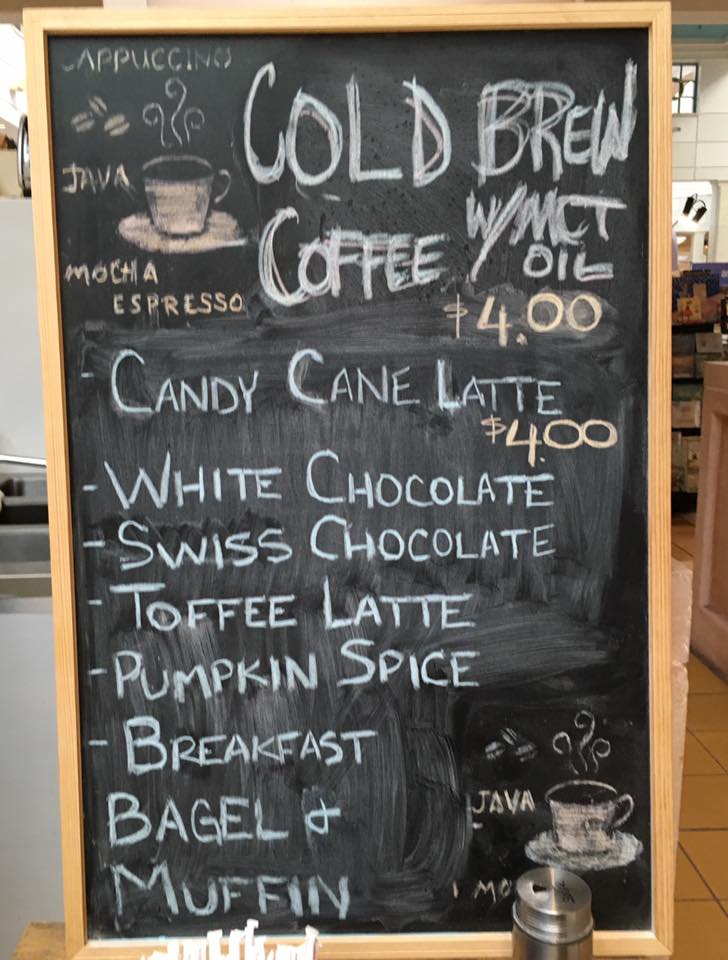 CAPPUCCINO
JAVA
MOCHA
ESPRESSO
COLD BREW
COFFEE W/MCT
OIL
$4.00
- CANDY CANE LATTE
$4.00
- WHITE CHOCOLATE
- SWISS CHOCOLATE
- TOFFEE LATTE
- PUMPKIN SPICE
- BREAKFAST
BAGEL &
MUFFIN
JAVA
MO